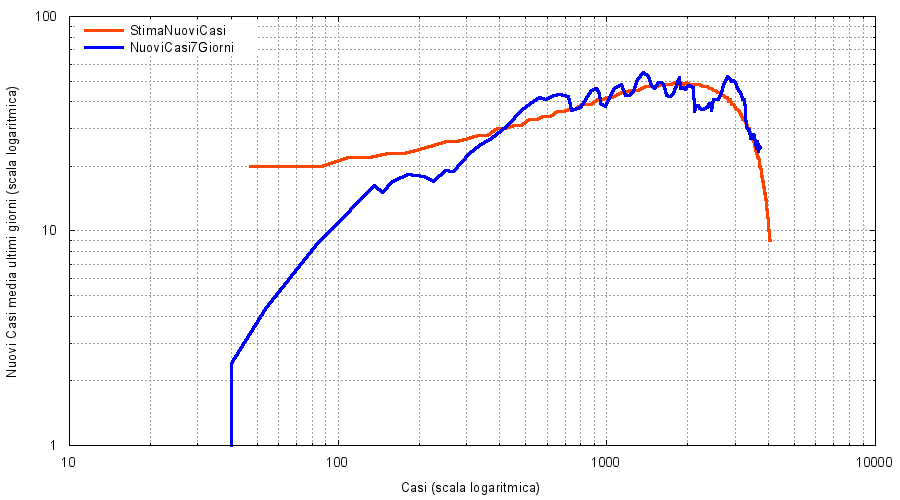 100
StimaNuoviCasi
NuoviCasi7Giorni
10
1
Nuovi Casi media ultimi giorni (scala logaritmica)
10 100 1000 10000
Casi (scala logaritmica)